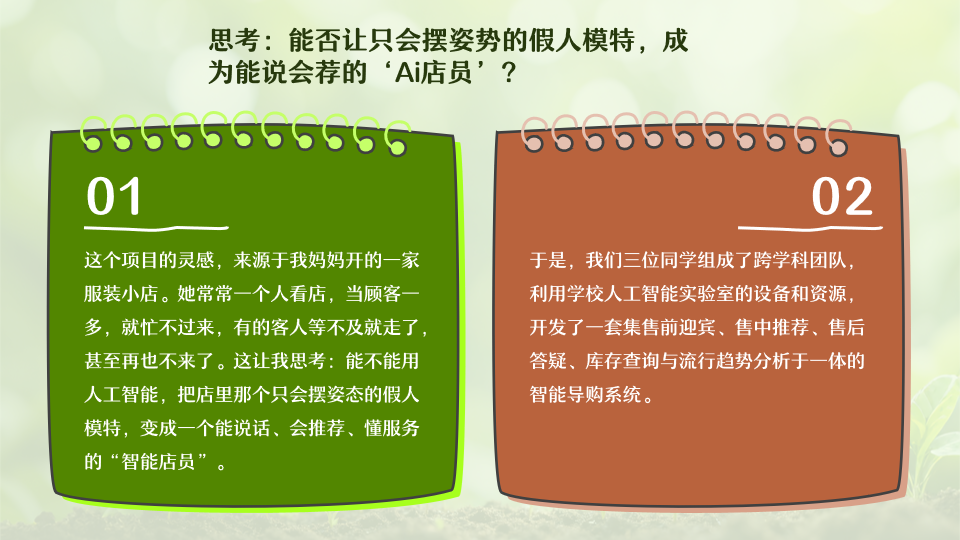 思考：能否让只会摆姿势的假人模特，成
为能说会荐的‘Ai店员’？
01
这个项目的灵感，来源于我妈妈开的一家
服装小店。她常常一个人看店，当顾客一
多，就忙不过来，有的客人等不及就走了，
甚至再也不来了。这让我思考：能不能用
人工智能，把店里那个只会摆姿态的假人
模特，变成一个能说话、会推荐、懂服务
的“智能店员”。
02
于是，我们三位同学组成了跨学科团队，
利用学校人工智能实验室的设备和资源，
开发了一套集售前迎宾、售中推荐、售后
答疑、库存查询与流行趋势分析于一体的
智能导购系统。